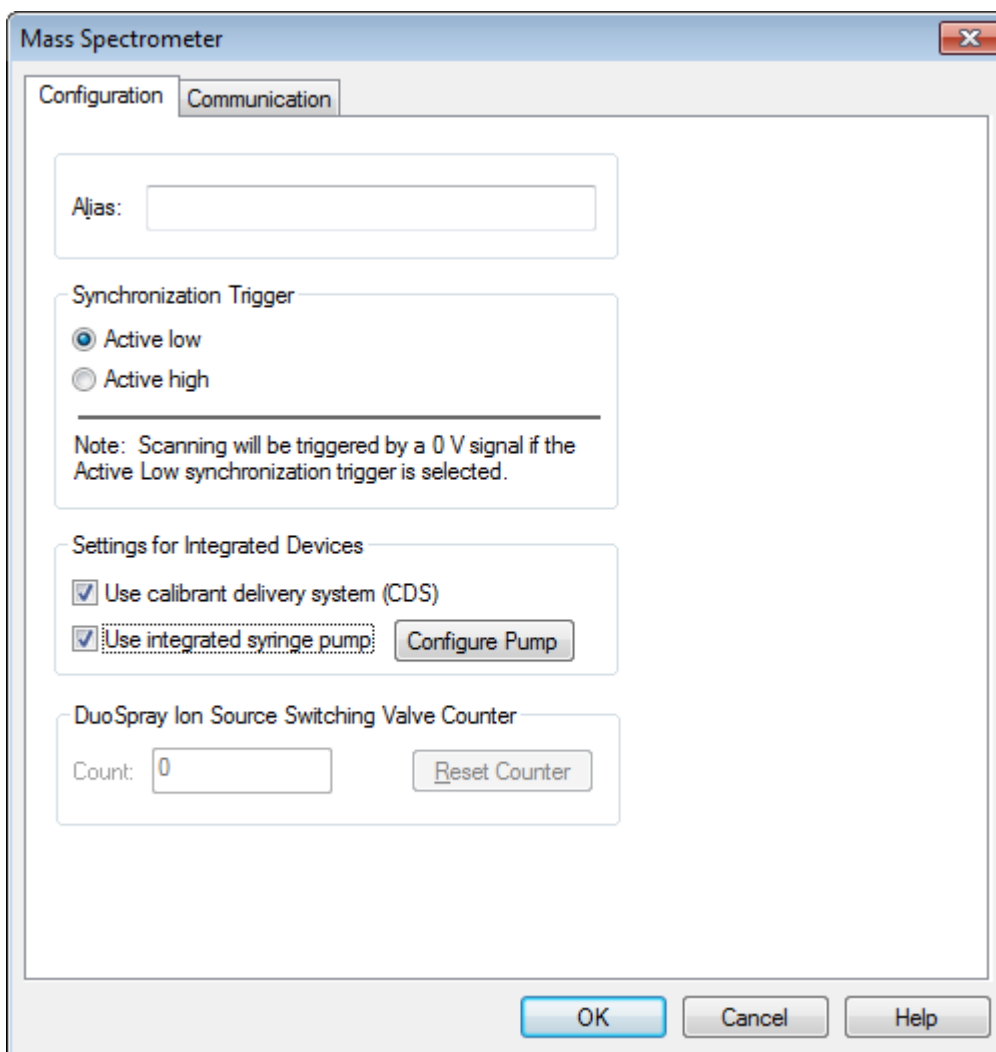 Mass Spectrometer
Configuration
Communication
Alias:
Synchronization Trigger
Active low
Active high
Note: Scanning will be triggered by a 0 V signal if the
Active Low synchronization trigger is selected.
Settings for Integrated Devices
Use calibrant delivery system (CDS)
Use integrated syringe pump
Configure Pump
DuoSpray Ion Source Switching Valve Counter
Count: 0
Reset Counter
OK
Cancel
Help